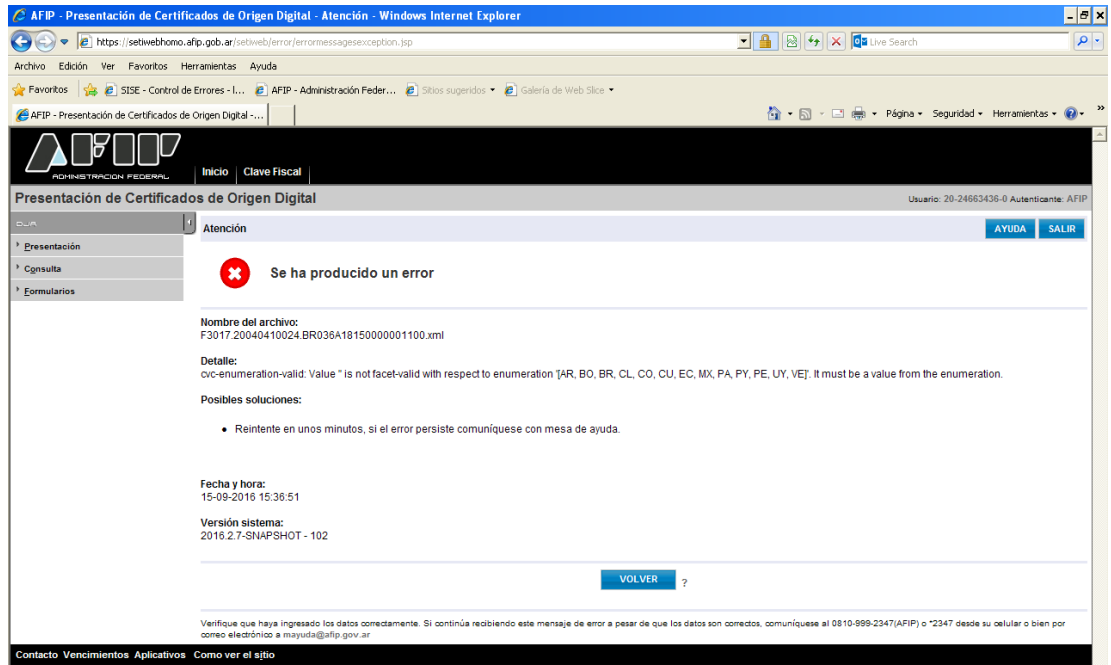 AFIP - Presentación de Certificados de Origen Digital - Atención - Windows Internet Explorer
https://setiwebhomo.afip.gob.ar/setiweb/error/errormessagesexception.jsp
Live Search
Archivo Edición Ver Favoritos Herramientas Ayuda
Favoritos SISE - Control de Errores - I... AFIP - Administración Feder... Sitios sugeridos Galería de Web Slice
AFIP - Presentación de Certificados de Origen Digital -...
Página Seguridad Herramientas »
AFIP
ADMINISTRACION FEDERAL
Inicio Clave Fiscal
Presentación de Certificados de Origen Digital
Usuario: 20-24663436-0 Autenticante: AFIP
Atención
AYUDA SALIR
Presentación
Consulta
Formularios
Se ha producido un error
Nombre del archivo:
F3017.20040410024.BR036A18150000001100.xml
Detalle:
cvc-enumeration-valid: Value '' is not facet-valid with respect to enumeration '[AR, BO, BR, CL, CO, CU, EC, MX, PA, PY, PE, UY, VE]'. It must be a value from the enumeration.
Posibles soluciones:
• Reintente en unos minutos, si el error persiste comuníquese con mesa de ayuda.
Fecha y hora:
15-09-2016 15:36:51
Versión sistema:
2016.2.7-SNAPSHOT - 102
VOLVER ?
Verifique que haya ingresado los datos correctamente. Si continúa recibiendo este mensaje de error a pesar de que los datos son correctos, comuníquese al 0810-999-2347(AFIP) o *2347 desde su celular o bien por
correo electrónico a mayuda@afip.gov.ar
Contacto Vencimientos Aplicativos Como ver el sitio